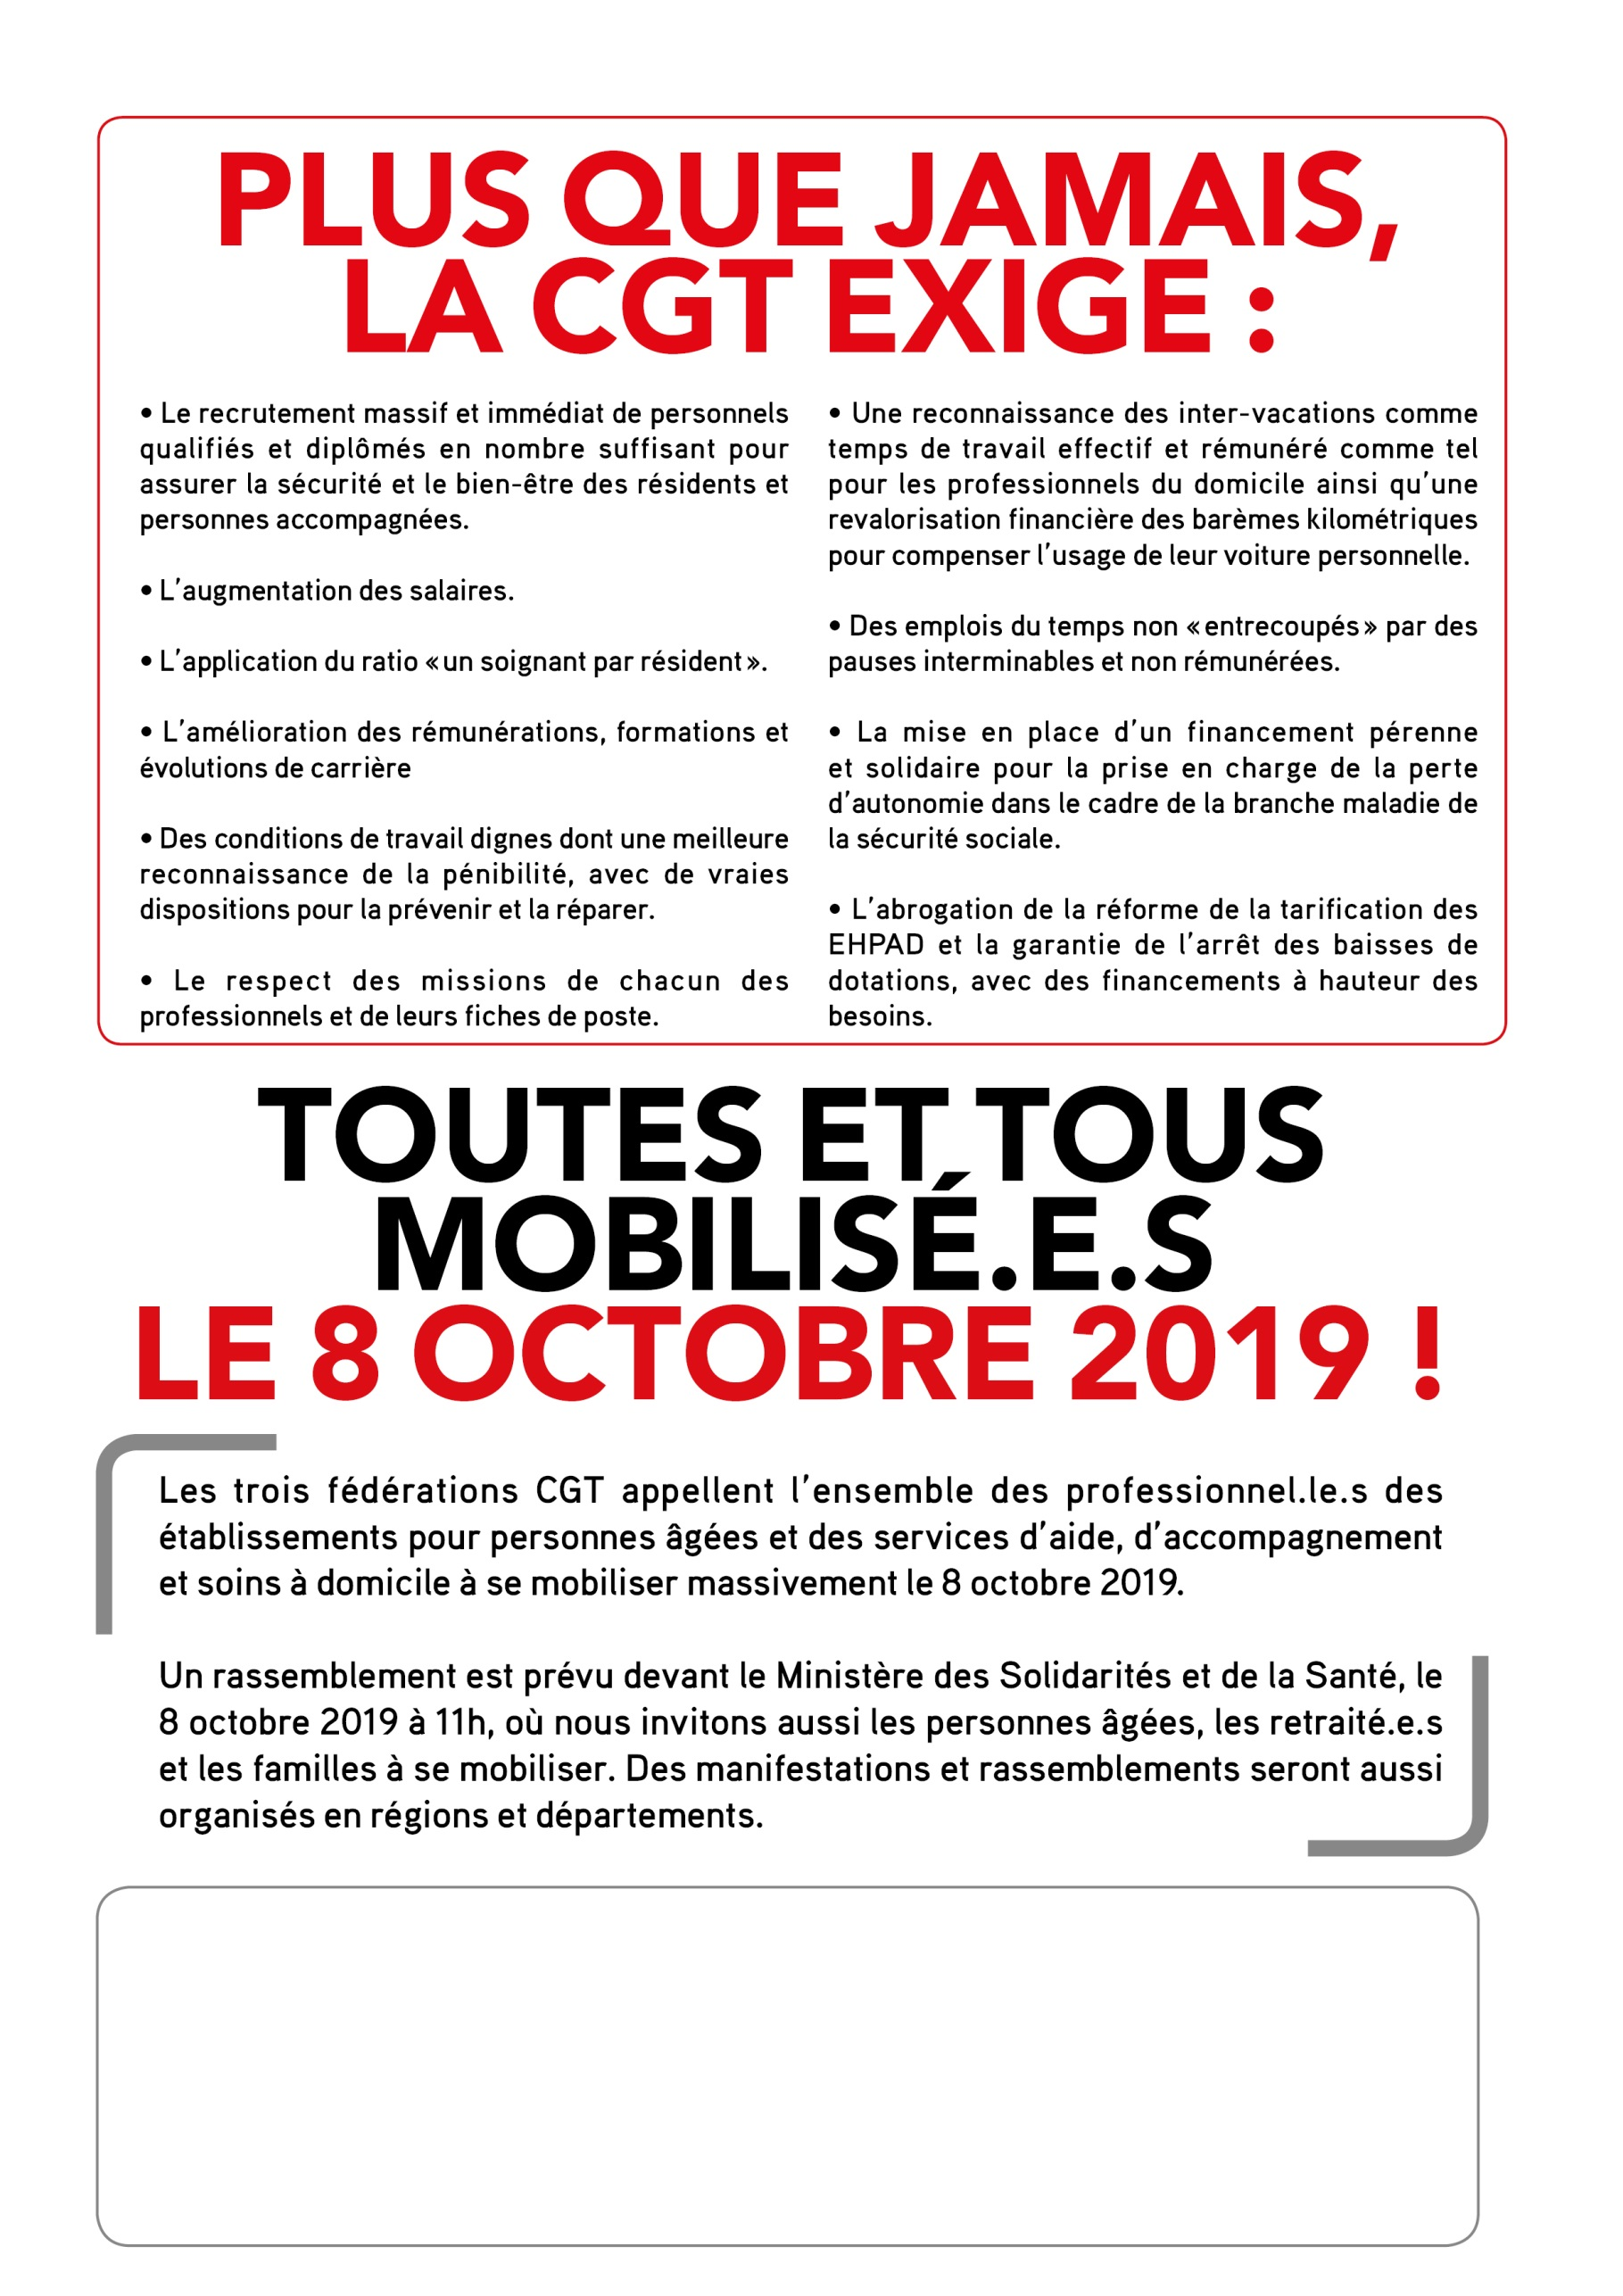 PLUS QUE JAMAIS,
LA CGT EXIGE :
• Le recrutement massif et immédiat de personnels
qualifiés et diplômés en nombre suffisant pour
assurer la sécurité et le bien-être des résidents et
personnes accompagnées.
• L'augmentation des salaires.
• L'application du ratio «un soignant par résident».
• L'amélioration des rémunérations, formations et
évolutions de carrière
• Des conditions de travail dignes dont une meilleure
reconnaissance de la pénibilité, avec de vraies
dispositions pour la prévenir et la réparer.
• Le respect des missions de chacun des
professionnels et de leurs fiches de poste.
• Une reconnaissance des inter-vacations comme
temps de travail effectif et rémunéré comme tel
pour les professionnels du domicile ainsi qu'une
revalorisation financière des barèmes kilométriques
pour compenser l'usage de leur voiture personnelle.
• Des emplois du temps non «entrecoupés» par des
pauses interminables et non rémunérées.
• La mise en place d'un financement pérenne
et solidaire pour la prise en charge de la perte
d'autonomie dans le cadre de la branche maladie de
la sécurité sociale.
• L'abrogation de la réforme de la tarification des
EHPAD et la garantie de l'arrêt des baisses de
dotations, avec des financements à hauteur des
besoins.
TOUTES ET TOUS
MOBILISÉ.E.S
LE 8 OCTOBRE 2019 !
Les trois fédérations CGT appellent l'ensemble des professionnel.le.s des
établissements pour personnes âgées et des services d'aide, d'accompagnement
et soins à domicile à se mobiliser massivement le 8 octobre 2019.
Un rassemblement est prévu devant le Ministère des Solidarités et de la Santé, le
8 octobre 2019 à 11h, où nous invitons aussi les personnes âgées, les retraité.e.s
et les familles à se mobiliser. Des manifestations et rassemblements seront aussi
organisés en régions et départements.